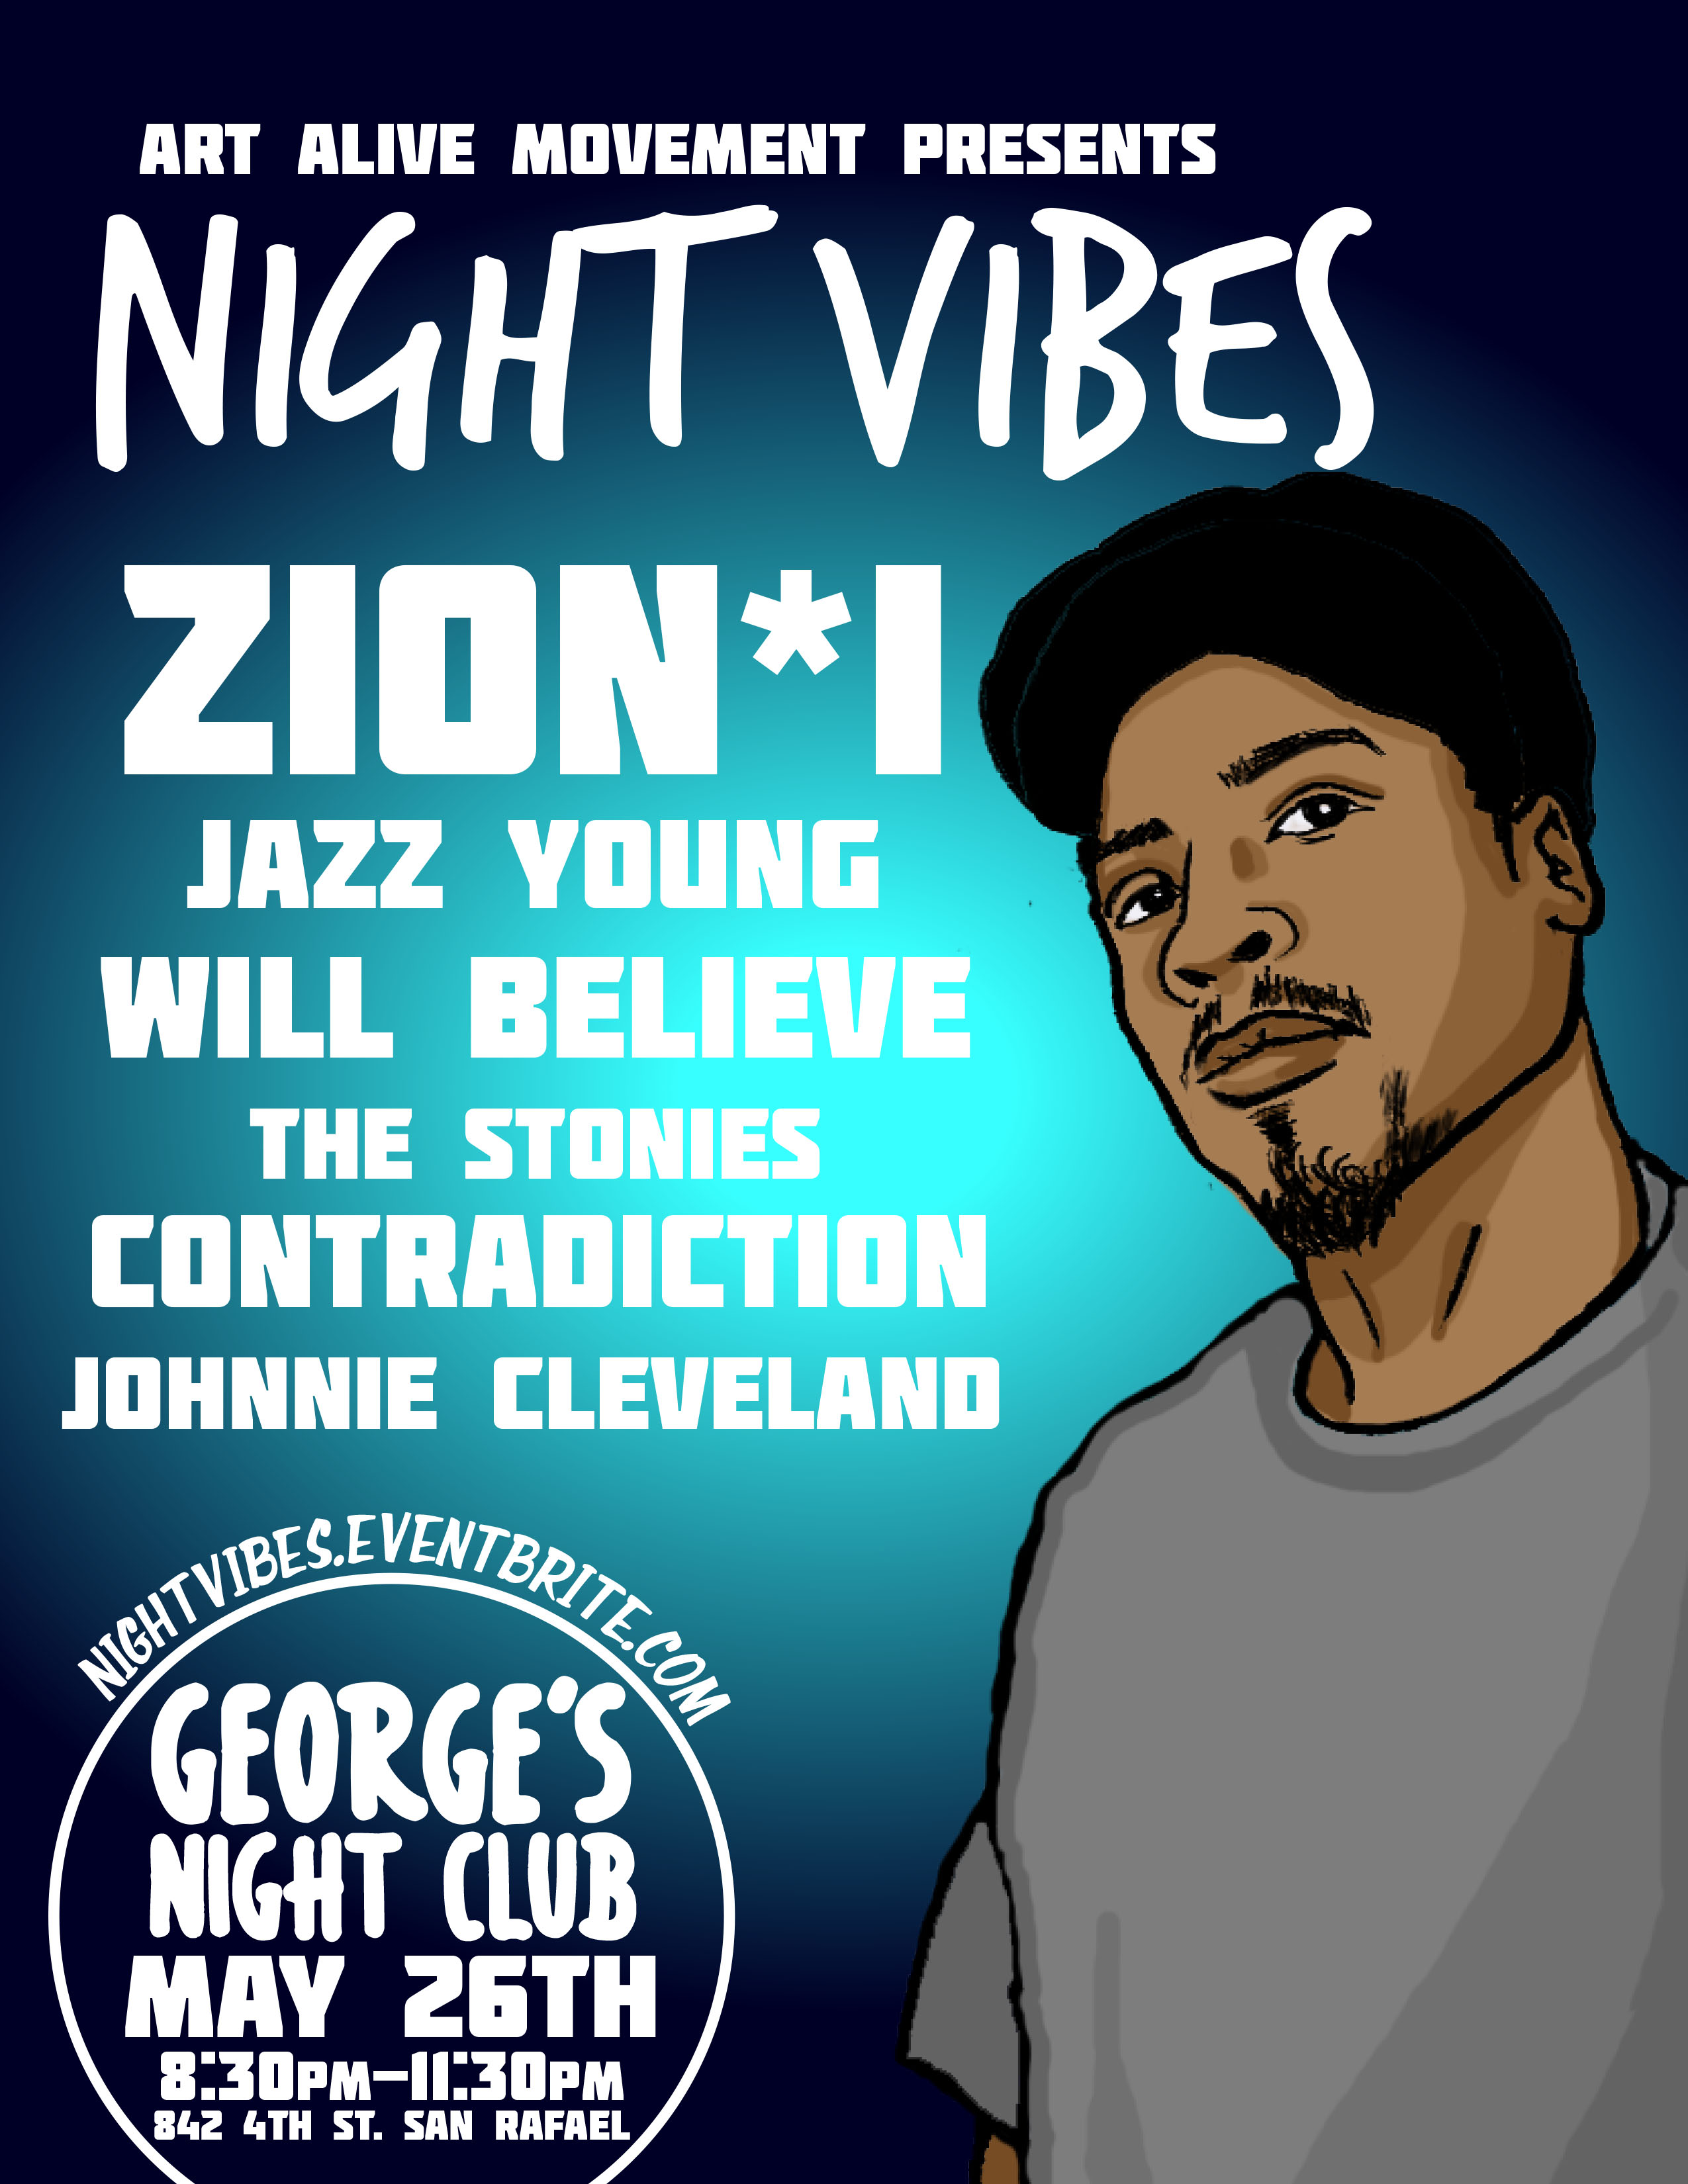 ART ALIVE MOVEMENT PRESENTS
NIGHT VIBES
ZION*I
JAZZ YOUNG
WILL BELIEVE
THE STONIES
CONTRADICTION
JOHNNIE CLEVELAND
NIGHTVIBES.EVENTBRITE.COM
GEORGE'S
NIGHT CLUB
MAY 26TH
8:30PM–11:30PM
842 4TH ST. SAN RAFAEL